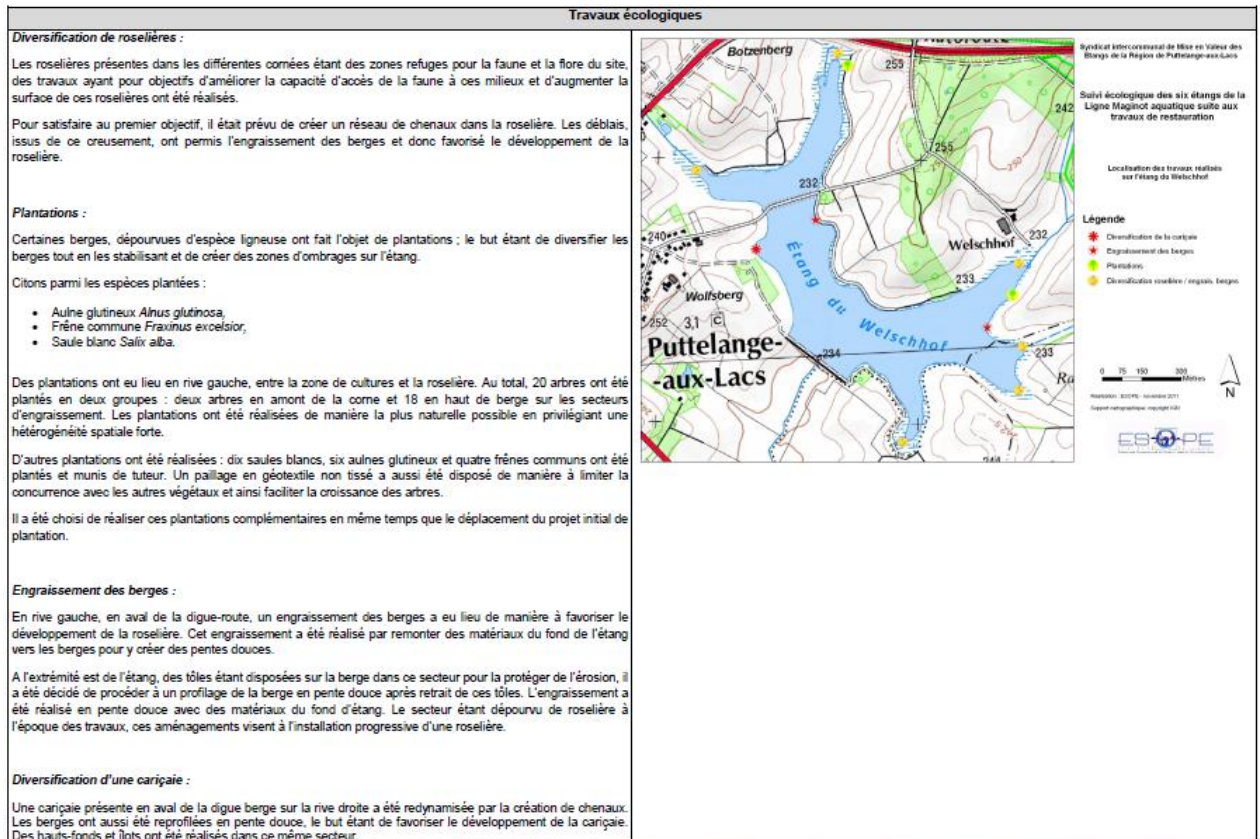 Travaux écologiques
Diversification de roselières :
Les roselières présentes dans les différentes cornées étant des zones refuges pour la faune et la flore du site,
des travaux ayant pour objectifs d'améliorer la capacité d'accès de la faune à ces milieux et d'augmenter la
surface de ces roselières ont été réalisés.
Pour satisfaire au premier objectif, il était prévu de créer un réseau de chenaux dans la roselière. Les déblais,
issus de ce creusement, ont permis l'engraissement des berges et donc favorisé le développement de la
roselière.
Plantations :
Certaines berges, dépourvues d'espèce ligneuse ont fait l'objet de plantations ; le but étant de diversifier les
berges tout en les stabilisant et de créer des zones d'ombrages sur l'étang.
Citons parmi les espèces plantées :
• Aulne glutineux Alnus glutinosa,
• Frêne commune Fraxinus excelsior,
• Saule blanc Salix alba.
Des plantations ont eu lieu en rive gauche, entre la zone de cultures et la roselière. Au total, 20 arbres ont été
plantés en deux groupes : deux arbres en amont de la corne et 18 en haut de berge sur les secteurs
d'engraissement. Les plantations ont été réalisées de manière la plus naturelle possible en privilégiant une
hétérogénéité spatiale forte.
D'autres plantations ont été réalisées : dix saules blancs, six aulnes glutineux et quatre frênes communs ont été
plantés et munis de tuteur. Un paillage en géotextile non tissé a aussi été disposé de manière à limiter la
concurrence avec les autres végétaux et ainsi faciliter la croissance des arbres.
Il a été choisi de réaliser ces plantations complémentaires en même temps que le déplacement du projet initial de
plantation.
Engraissement des berges :
En rive gauche, en aval de la digue-route, un engraissement des berges a eu lieu de manière à favoriser le
développement de la roselière. Cet engraissement a été réalisé par remonter des matériaux du fond de l'étang
vers les berges pour y créer des pentes douces.
A l'extrémité est de l'étang, des tôles étant disposées sur la berge dans ce secteur pour la protéger de l'érosion, il
a été décidé de procéder à un profilage de la berge en pente douce après retrait de ces tôles. L'engraissement a
été réalisé en pente douce avec des matériaux du fond d'étang. Le secteur étant dépourvu de roselière à
l'époque des travaux, ces aménagements visent à l'installation progressive d'une roselière.
Diversification d'une cariçaie :
Une cariçaie présente en aval de la digue berge sur la rive droite a été redynamisée par la création de chenaux.
Les berges ont aussi été reprofilées en pente douce, le but étant de favoriser le développement de la cariçaie.
Des hauts-fonds et îlots ont été réalisés dans ce même secteur.
Botzenberg
255
242
255
250
232
240
Welschhof
232
233
Étang du Welschhof
Wolfsberg
252
3,1 C
Puttelange-
-aux-Lacs
234
233
Ra
Syndicat intercommunal de Mise en Valeur des
Etangs de la Région de Puttelange-aux-Lacs
Suivi écologique des six étangs de la
Ligne Maginot aquatique suite aux
travaux de restauration
Localisation des travaux réalisés
sur l'étang du Welschhof
Légende
Diversification de la cariçaie
Engraissement des berges
Plantations
Diversification roselière / engrais. berges
0 75 150 300
Mètres
N
Réalisation : ESOPE - novembre 2011
Support cartographique: copyright IGN
ESOPE